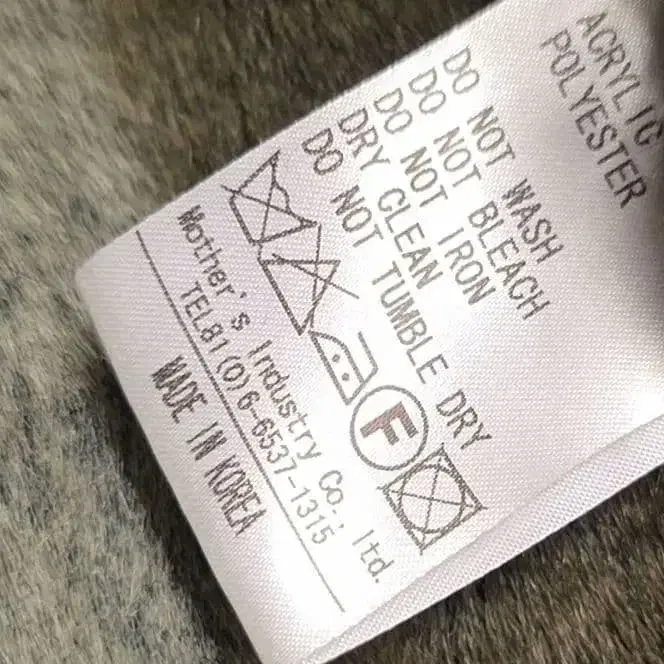 ACRYLIC
POLYESTER
DO NOT WASH
DO NOT BLEACH
DO NOT IRON
DRY CLEAN
DO NOT TUMBLE DRY
F
Mother's Industry Co., ltd.
TEL81(0)6-6537-1315
MADE IN KOREA